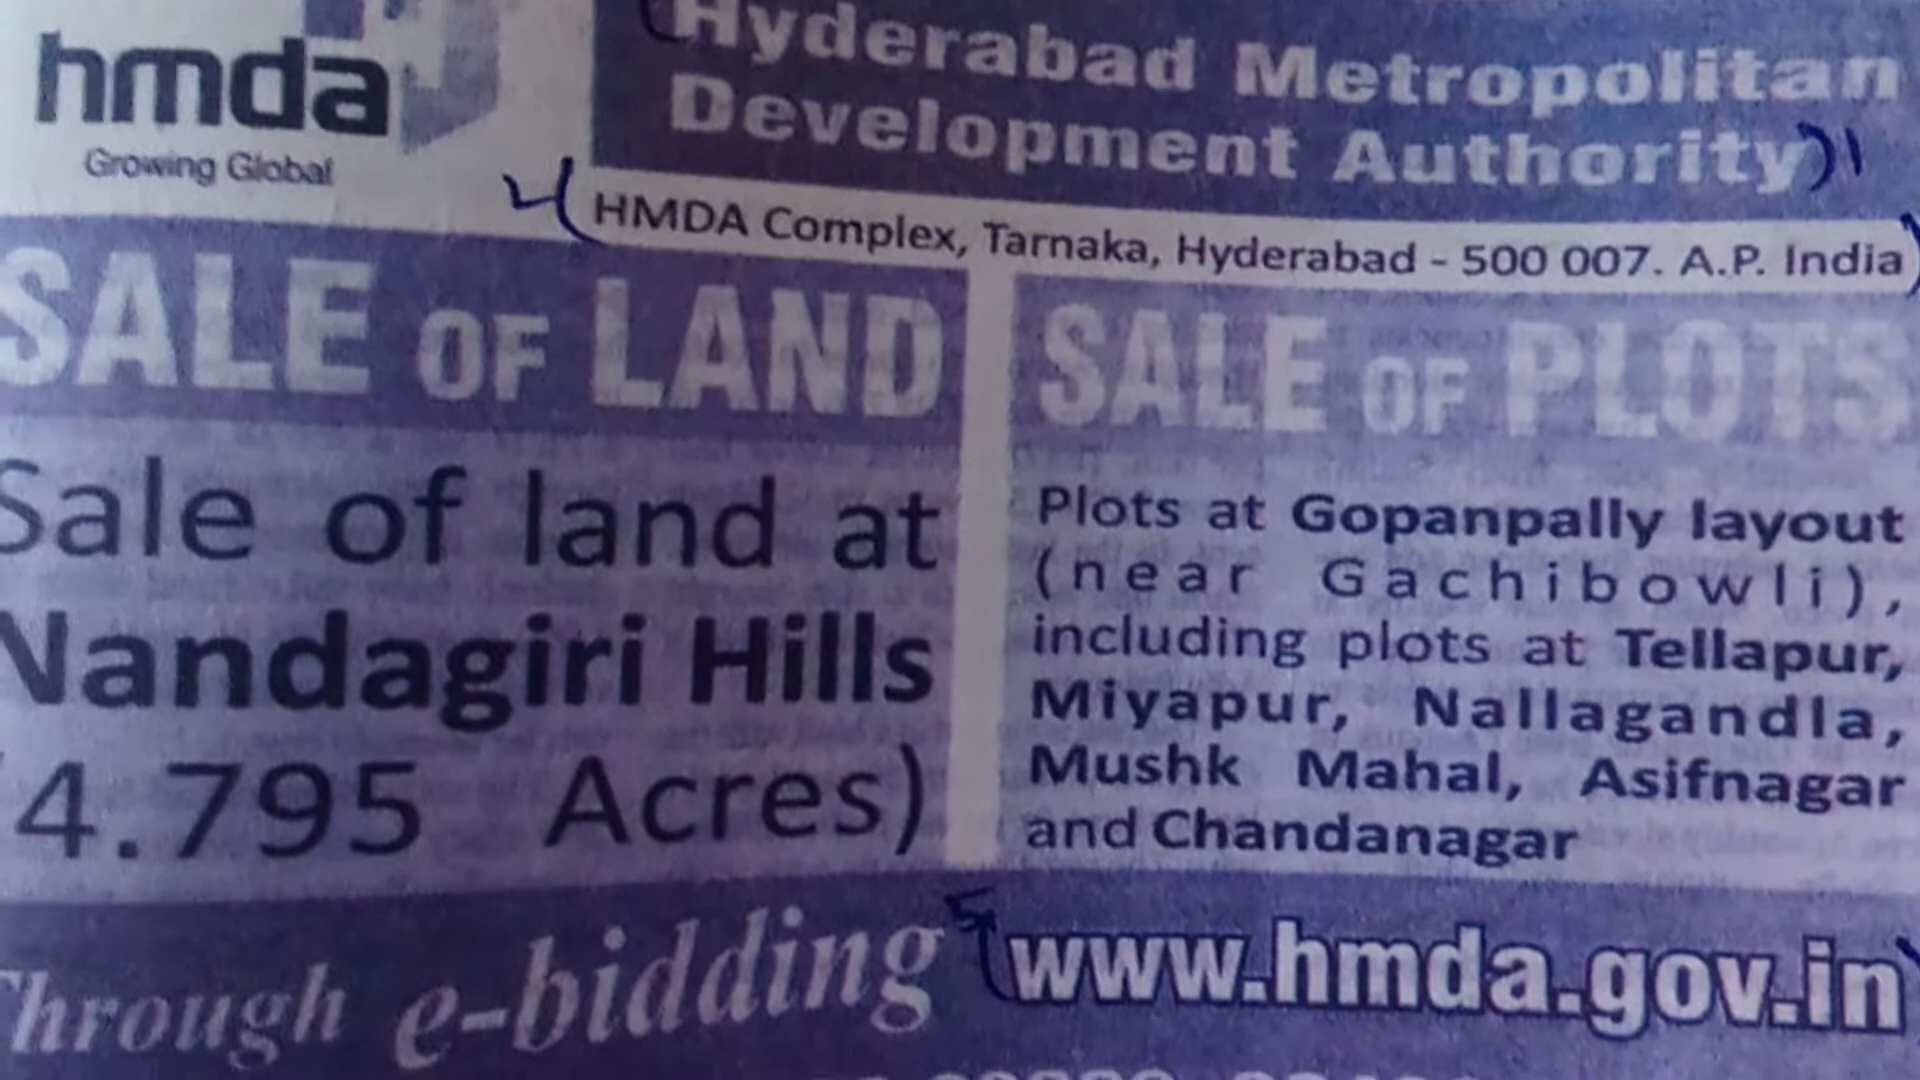 hmda
Growing Global
Hyderabad Metropolitan
Development Authority
HMDA Complex, Tarnaka, Hyderabad - 500 007. A.P. India
SALE OF LAND
Sale of land at
Nandagiri Hills
(4.795 Acres)
SALE OF PLOTS
Plots at Gopanpally layout
(near Gachibowli),
including plots at Tellapur,
Miyapur, Nallagandla,
Mushk Mahal, Asifnagar
and Chandanagar
Through e-bidding
www.hmda.gov.in